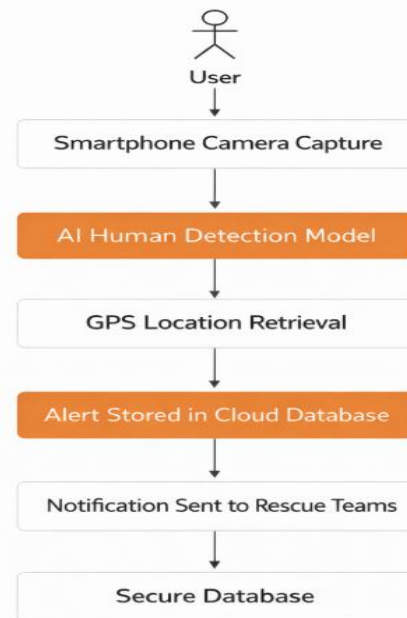 User
Smartphone Camera Capture
AI Human Detection Model
GPS Location Retrieval
Alert Stored in Cloud Database
Notification Sent to Rescue Teams
Secure Database